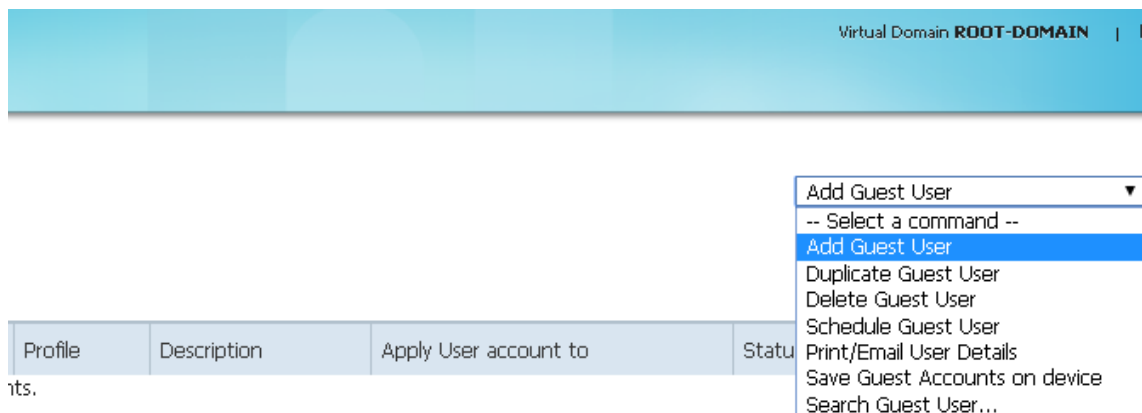 Virtual Domain ROOT-DOMAIN |
Add Guest User ▼
-- Select a command --
Add Guest User
Duplicate Guest User
Delete Guest User
Schedule Guest User
Print/Email User Details
Save Guest Accounts on device
Search Guest User...
Profile Description Apply User account to Statu
nts.